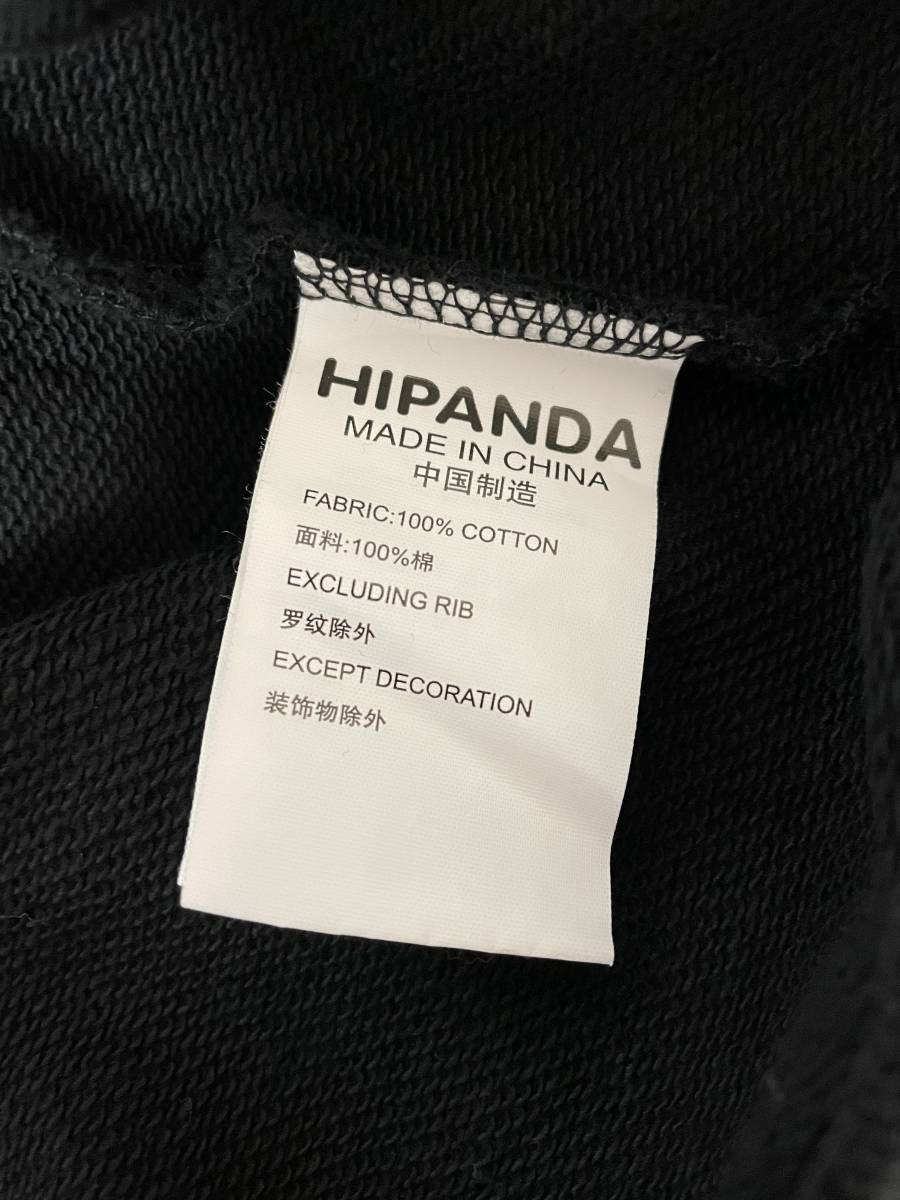 HIPANDA
MADE IN CHINA
中国制造
FABRIC:100% COTTON
面料:100%棉
EXCLUDING RIB
罗纹除外
EXCEPT DECORATION
装饰物除外